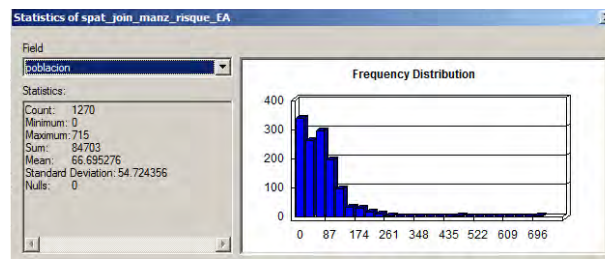 Statistics of spat_join_manz_risque_EA
Field
poblacion
Statistics:
Count: 1270
Minimum: 0
Maximum: 715
Sum: 84703
Mean: 66.695276
Standard Deviation: 54.724356
Nulls: 0
Frequency Distribution
400
300
200
100
0
0 87 174 261 348 435 522 609 696